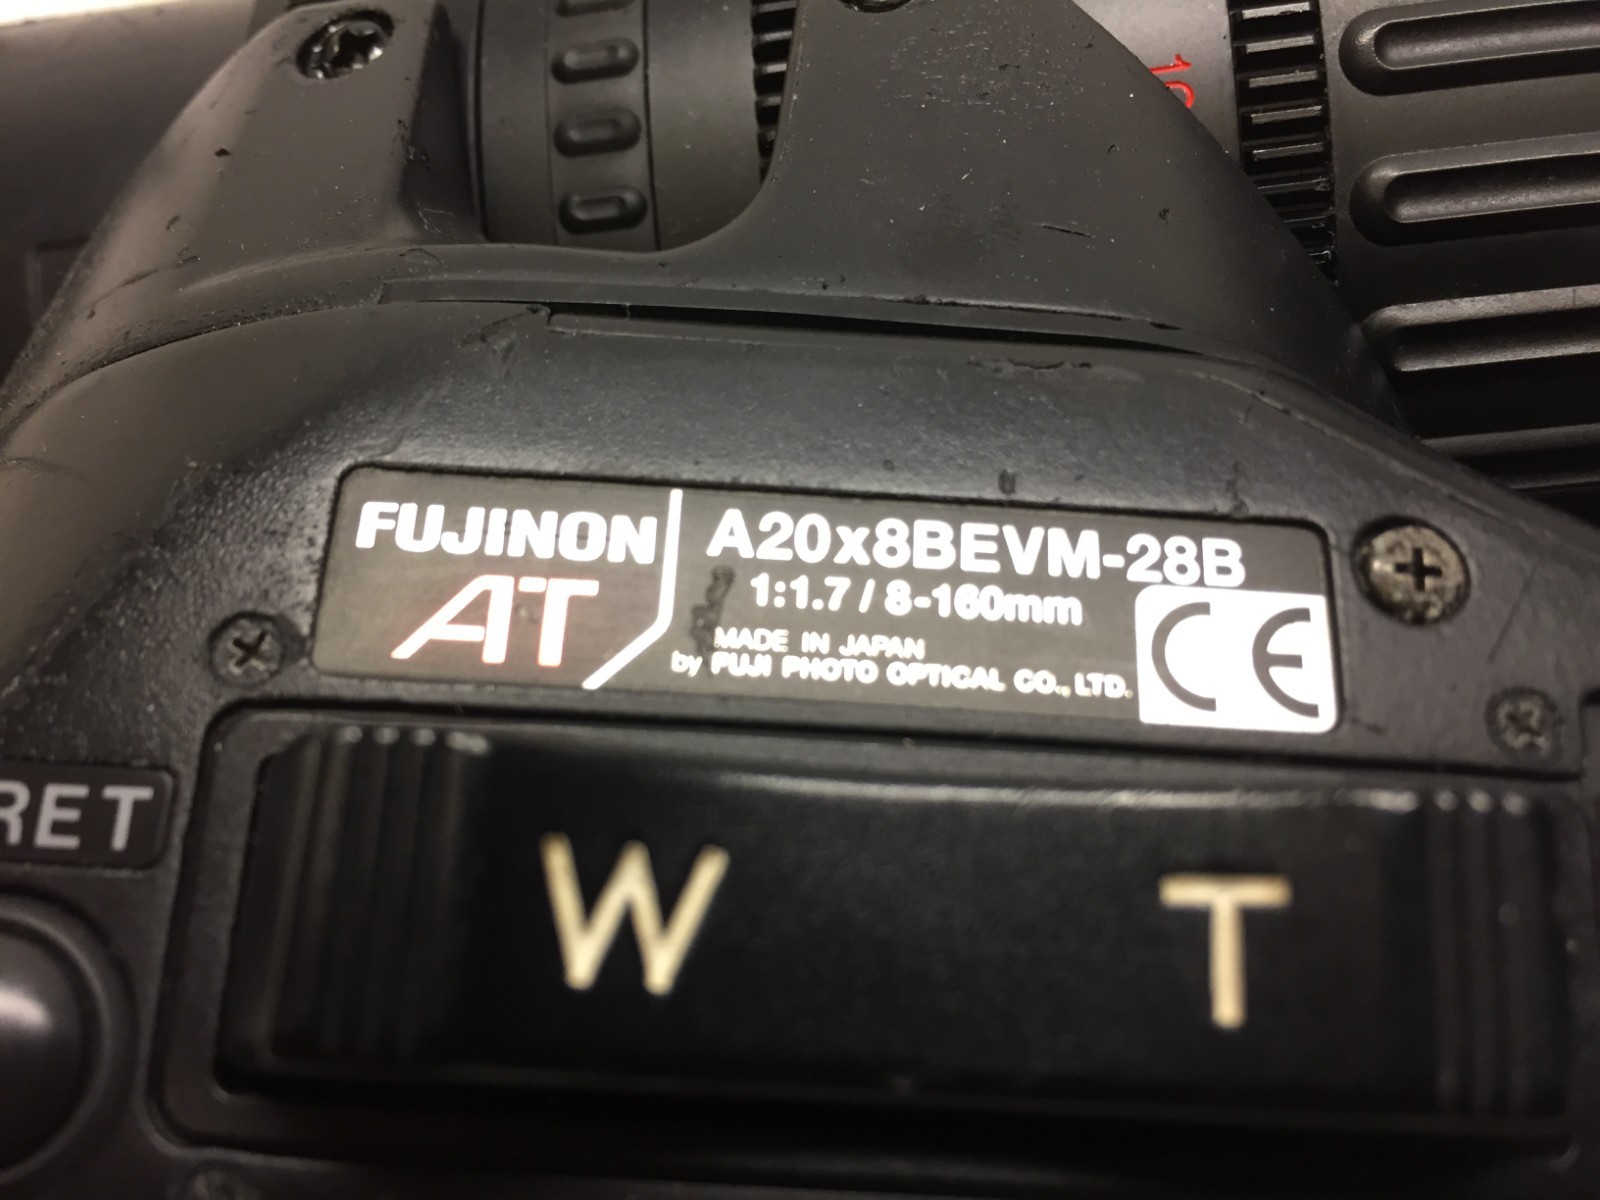 10
FUJINON
AT
A20x8BEVM-28B
1:1.7 / 8-160mm
MADE IN JAPAN
by FUJI PHOTO OPTICAL CO., LTD.
CE
RET
W T